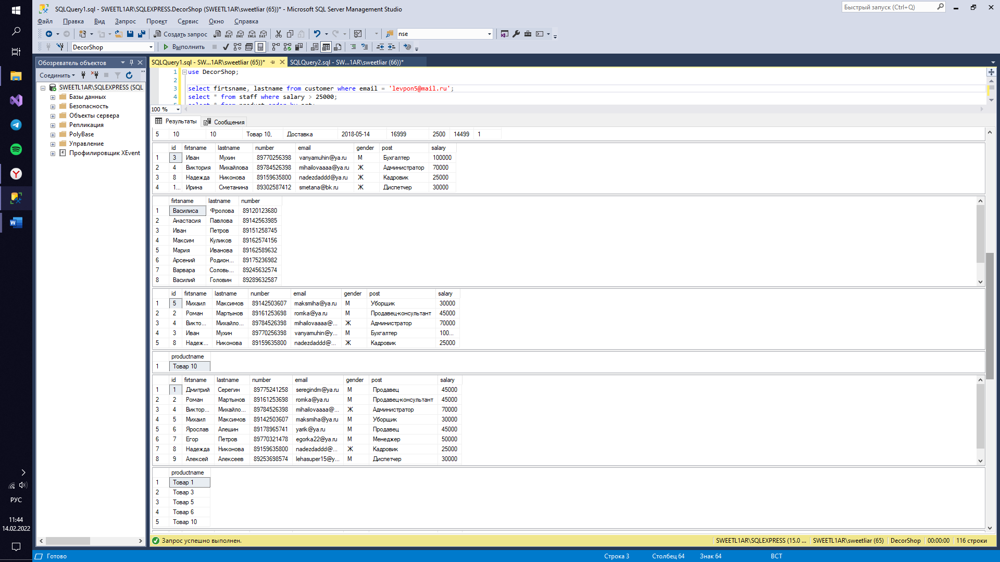 SQLQuery1.sql - SWEETL1AR\SQLEXPRESS.DecorShop (SWEETL1AR\sweetliar (65))* - Microsoft SQL Server Management Studio
Быстрый запуск (Ctrl+Q)
Файл Правка Вид Запрос Проект Сервис Окно Справка
Создать запрос MDX DMX XMLA DAX nse
DecorShop Выполнить
Обозреватель объектов
Соединить
SWEETL1AR\SQLEXPRESS (SQL
Базы данных
Безопасность
Объекты сервера
Репликация
PolyBase
Управление
Профилировщик XEvent
SQLQuery1.sql - SW...1AR\sweetliar (65))* SQLQuery2.sql - SW...1AR\sweetliar (66))*
1 use DecorShop;
2
3 select firtsname, lastname from customer where email = 'levpon5@mail.ru';
4 select * from staff where salary > 25000;
100 %
Результаты Сообщения
5 10 10 Товар 10, Доставка 2018-05-14 16999 2500 14499 1
id firtsname lastname number email gender post salary
1 3 Иван Мухин 89770256398 vanyamuhin@ya.ru М Бухгалтер 100000
2 4 Виктория Михайлова 89784526398 mihailovaaaa@ya.ru Ж Администратор 70000
3 8 Надежда Никонова 89159635800 nadezdaddd@ya.ru Ж Кадровик 25000
4 1... Ирина Сметанина 89302587412 smetana@bk.ru Ж Диспетчер 30000
firtsname lastname number
1 Василиса Фролова 89120123680
2 Анастасия Павлова 89142563985
3 Иван Петров 89151258745
4 Максим Куликов 89162574156
5 Мария Иванова 89162589632
6 Арсений Родион... 89175236982
7 Варвара Соловь... 89245632574
8 Василий Головин 89289632587
id firtsname lastname number email gender post salary
1 5 Михаил Максимов 89142503607 maksmiha@ya.ru М Уборщик 30000
2 2 Роман Мартынов 89161253698 romka@ya.ru М Продавец-консультант 45000
3 4 Викто... Михайло... 89784526398 mihailovaaaa@... Ж Администратор 70000
4 3 Иван Мухин 89770256398 vanyamuhin@y... М Бухгалтер 100...
5 8 Надеж... Никонова 89159635800 nadezdaddd@... Ж Кадровик 25000
productname
1 Товар 10
id firtsname lastname number email gender post salary
1 1 Дмитрий Серегин 89775241258 seregindm@ya.ru М Продавец 45000
2 2 Роман Мартынов 89161253698 romka@ya.ru М Продавец-консультант 45000
3 4 Виктор... Михайло... 89784526398 mihailovaaaa@... Ж Администратор 70000
4 5 Михаил Максимов 89142503607 maksmiha@ya.ru М Уборщик 30000
5 6 Ярослав Алешин 89178965741 yarik@ya.ru М Продавец 45000
6 7 Егор Петров 89770321478 egorka22@ya.ru М Менеджер 50000
7 8 Надежда Никонова 89159635800 nadezdaddd@... Ж Кадровик 25000
8 9 Алексей Алексеев 89253698574 lehasuper15@y... М Диспетчер 30000
productname
1 Товар 1
2 Товар 3
3 Товар 5
4 Товар 6
5 Товар 10
Запрос успешно выполнен. SWEETL1AR\SQLEXPRESS (15.0 ... SWEETL1AR\sweetliar (65) DecorShop 00:00:00 116 строки
Готово Строка 3 Столбец 64 Знак 64 ВСТ
РУС
11:44
14.02.2022